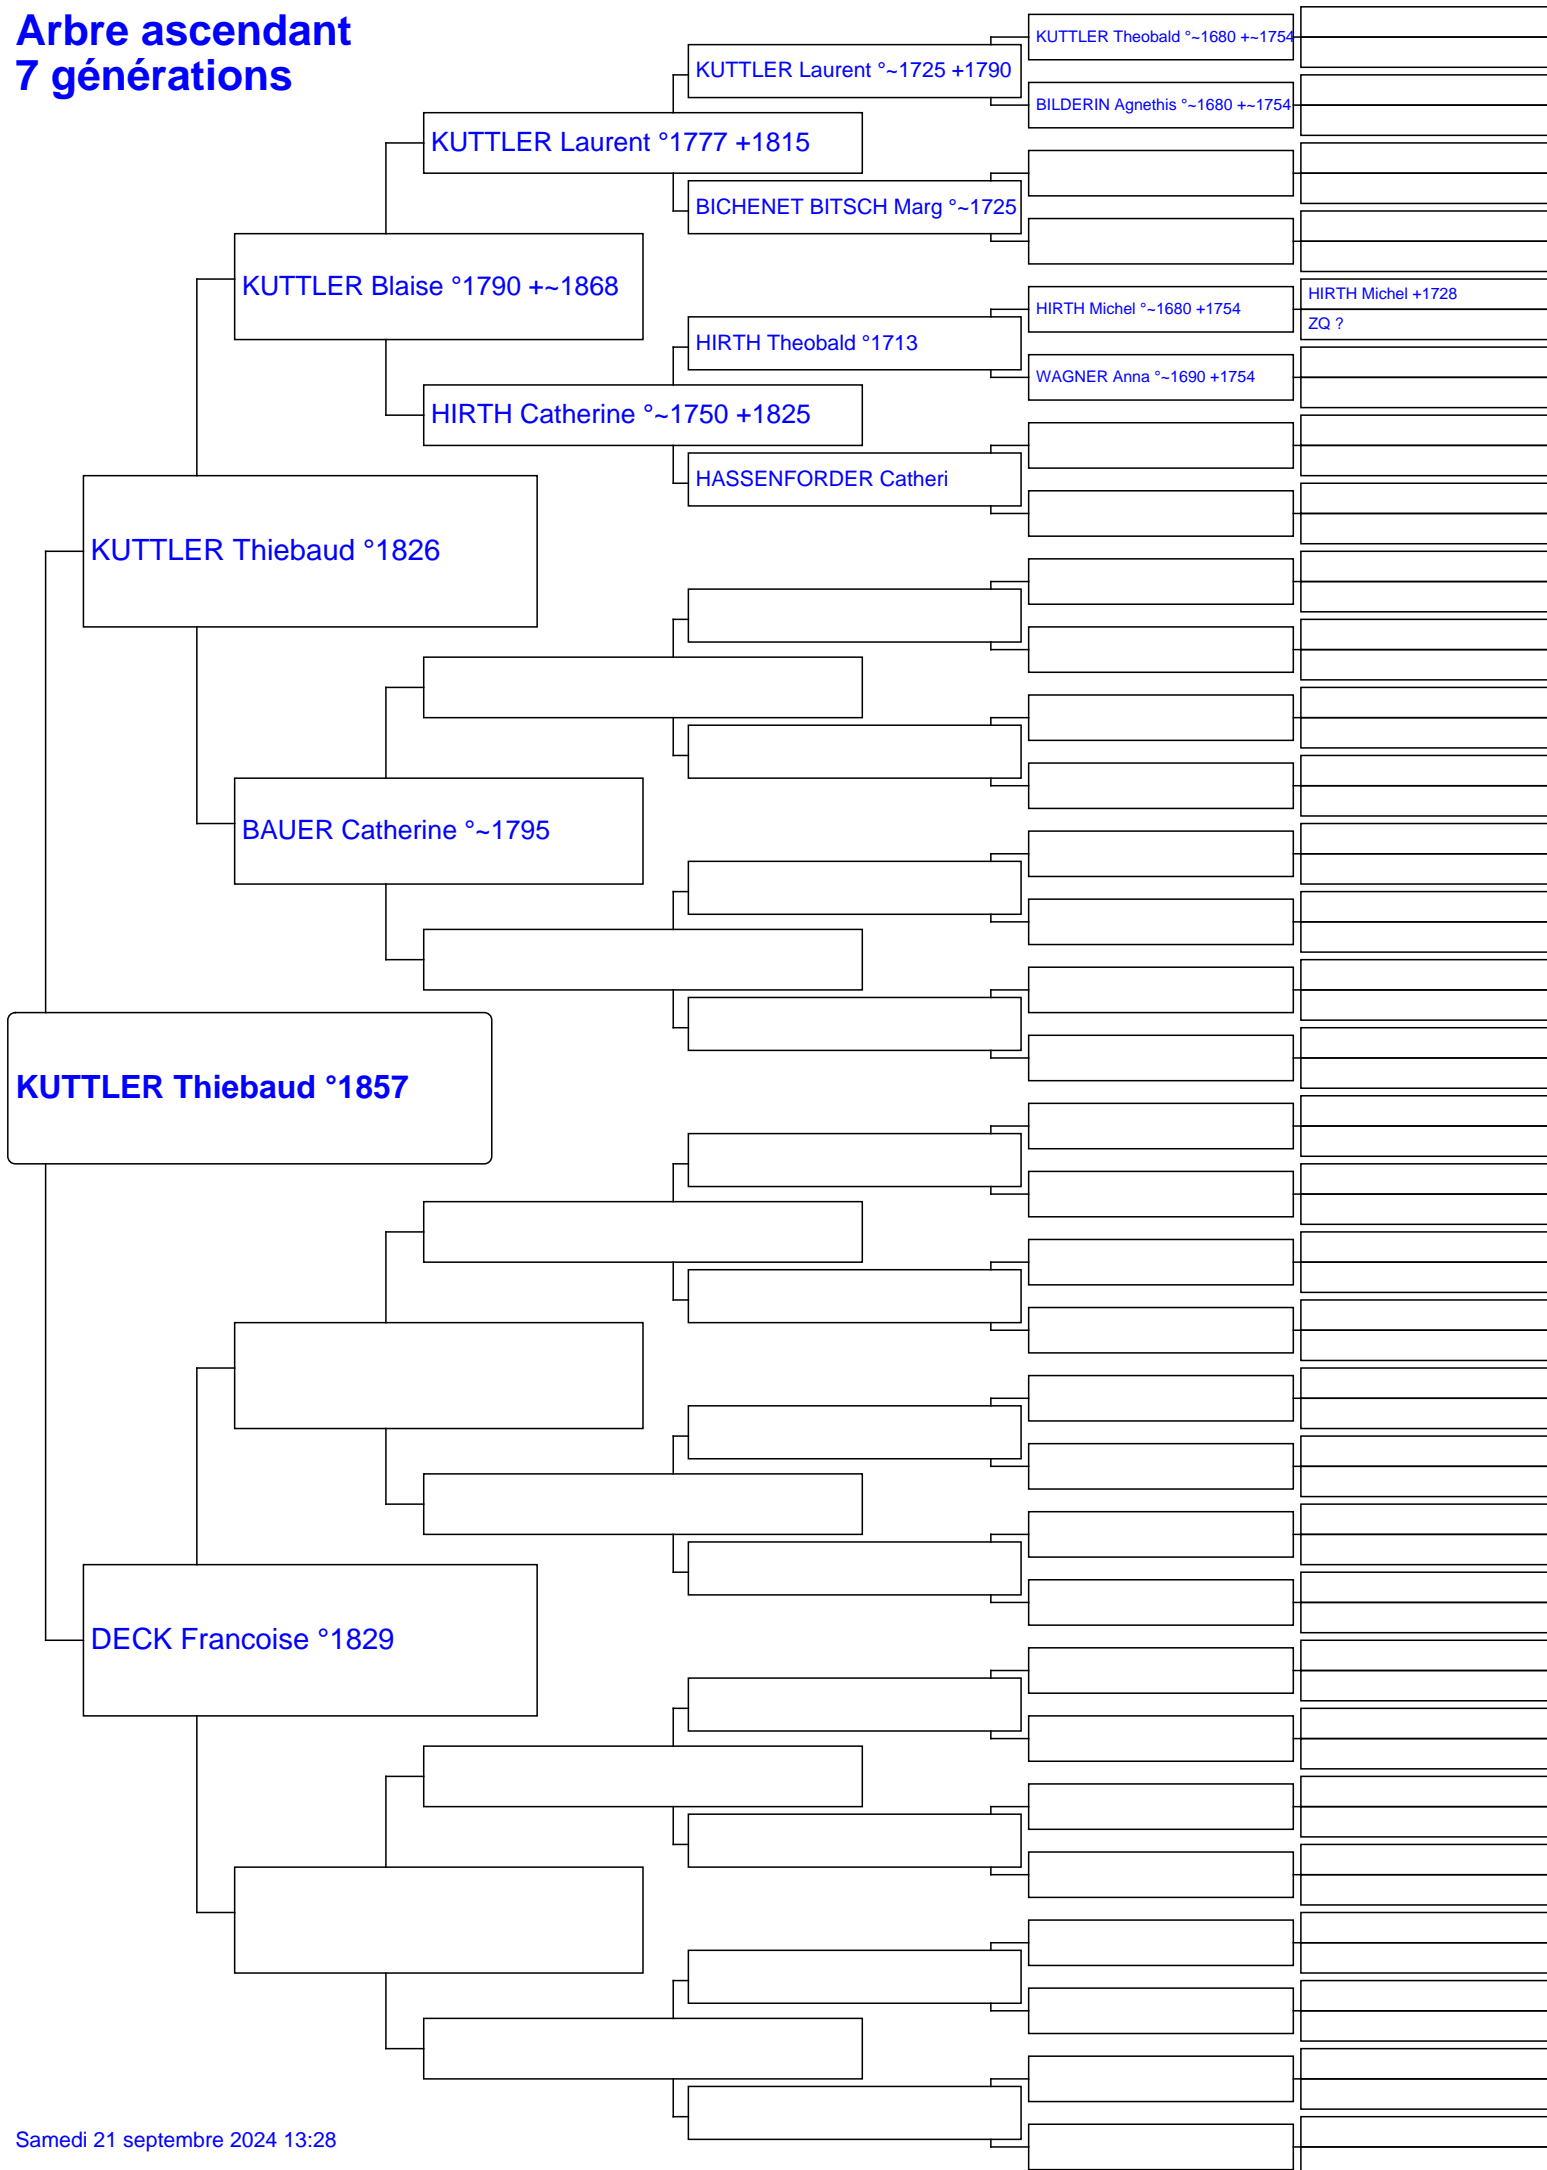 Arbre ascendant
7 générations
KUTTLER Theobald °~1680 +~1754
KUTTLER Laurent °~1725 +1790
BILDERIN Agnethis °~1680 +~1754
KUTTLER Laurent °1777 +1815
BICHENET BITSCH Marg °~1725
KUTTLER Blaise °1790 +~1868
HIRTH Michel °~1680 +1754
HIRTH Michel +1728
ZQ ?
HIRTH Theobald °1713
WAGNER Anna °~1690 +1754
HIRTH Catherine °~1750 +1825
HASSENFORDER Catheri
KUTTLER Thiebaud °1826
BAUER Catherine °~1795
KUTTLER Thiebaud °1857
DECK Francoise °1829
Samedi 21 septembre 2024 13:28